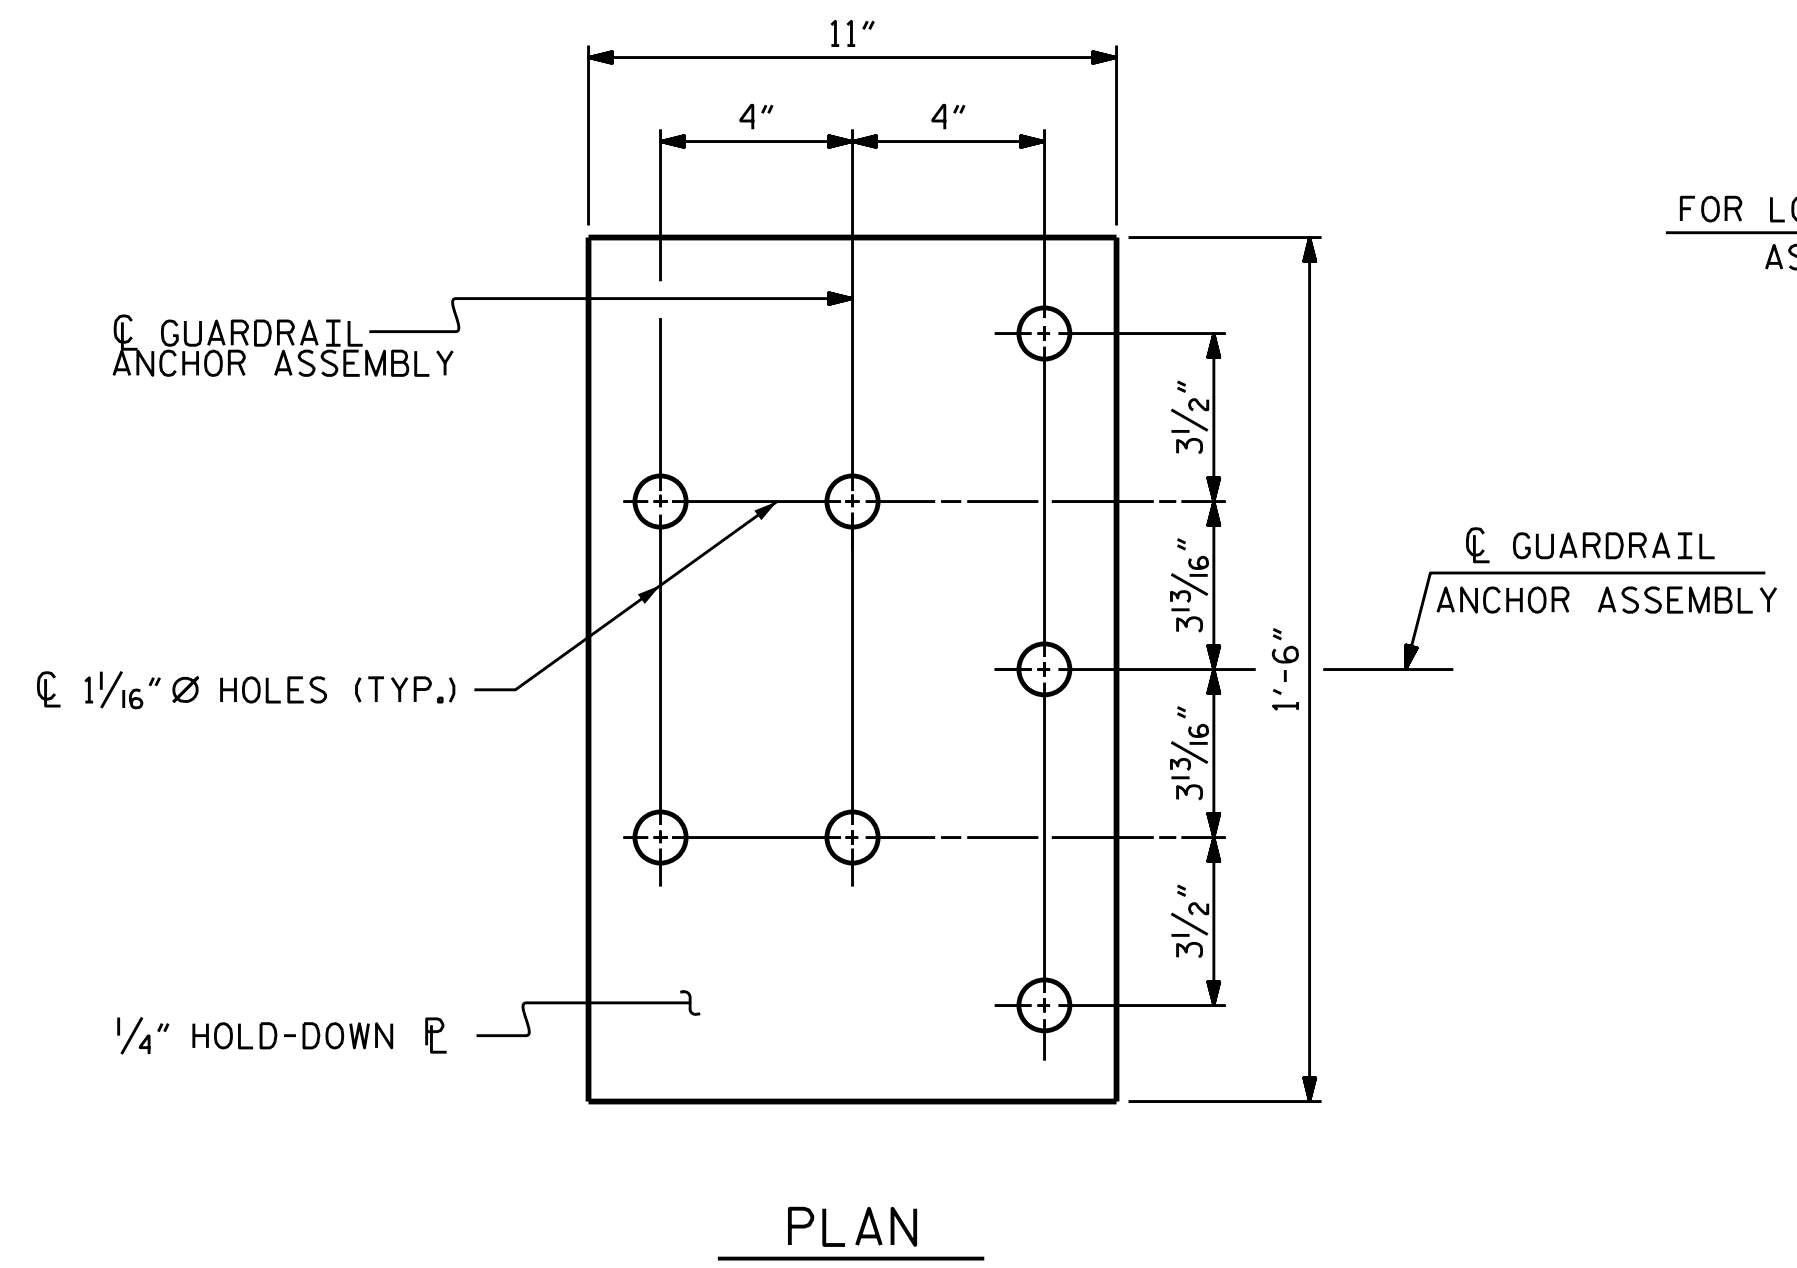 11"
4" 4"
FOR LO
AS
℄ GUARDRAIL
ANCHOR ASSEMBLY
3 1/2"
3 13/16"
℄ GUARDRAIL
ANCHOR ASSEMBLY
1'-6"
℄ 1 1/16" Ø HOLES (TYP.)
3 13/16"
3 1/2"
1/4" HOLD-DOWN ⅊
PLAN